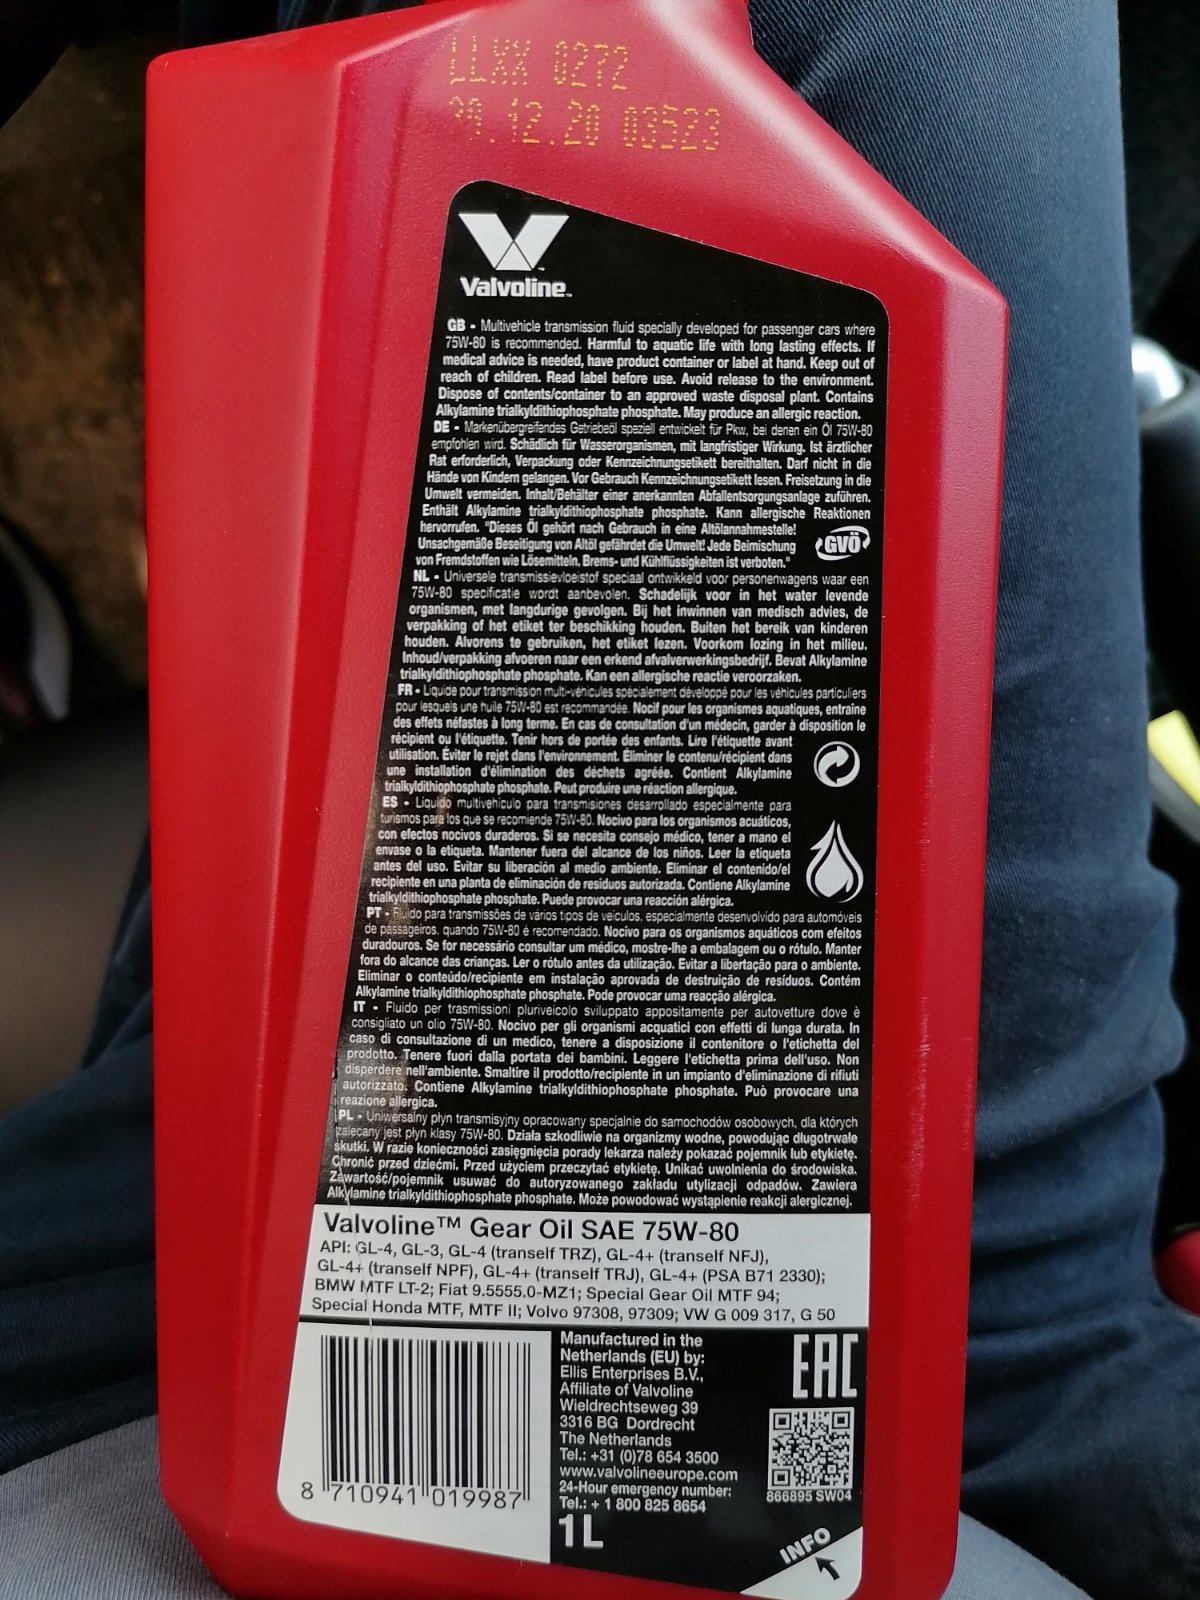 LLXX 0272
29.12.20 03523
Valvoline™
GB - Multivehicle transmission fluid specially developed for passenger cars where
75W-80 is recommended. Harmful to aquatic life with long lasting effects. If
medical advice is needed, have product container or label at hand. Keep out of
reach of children. Read label before use. Avoid release to the environment.
Dispose of contents/container to an approved waste disposal plant. Contains
Alkylamine trialkyldithiophosphate phosphate. May produce an allergic reaction.
DE - Markenübergreifendes Getriebeöl speziell entwickelt für Pkw, bei denen ein Öl 75W-80
empfohlen wird. Schädlich für Wasserorganismen, mit langfristiger Wirkung. Ist ärztlicher
Rat erforderlich, Verpackung oder Kennzeichnungsetikett bereithalten. Darf nicht in die
Hände von Kindern gelangen. Vor Gebrauch Kennzeichnungsetikett lesen. Freisetzung in die
Umwelt vermeiden. Inhalt/Behälter einer anerkannten Abfallentsorgungsanlage zuführen.
Enthält Alkylamine trialkyldithiophosphate phosphate. Kann allergische Reaktionen
hervorrufen. "Dieses Öl gehört nach Gebrauch in eine Altölannahmestelle!
Unsachgemäße Beseitigung von Altöl gefährdet die Umwelt! Jede Beimischung
von Fremdstoffen wie Lösemitteln, Brems- und Kühlflüssigkeiten ist verboten."
GVÖ
NL - Universele transmissievloeistof speciaal ontwikkeld voor personenwagens waar een
75W-80 specificatie wordt aanbevolen. Schadelijk voor in het water levende
organismen, met langdurige gevolgen. Bij het inwinnen van medisch advies, de
verpakking of het etiket ter beschikking houden. Buiten het bereik van kinderen
houden. Alvorens te gebruiken, het etiket lezen. Voorkom lozing in het milieu.
Inhoud/verpakking afvoeren naar een erkend afvalverwerkingsbedrijf. Bevat Alkylamine
trialkyldithiophosphate phosphate. Kan een allergische reactie veroorzaken.
FR - Liquide pour transmission multi-véhicules spécialement développé pour les véhicules particuliers
pour lesquels une huile 75W-80 est recommandée. Nocif pour les organismes aquatiques, entraîne
des effets néfastes à long terme. En cas de consultation d'un médecin, garder à disposition le
récipient ou l'étiquette. Tenir hors de portée des enfants. Lire l'étiquette avant
utilisation. Éviter le rejet dans l'environnement. Éliminer le contenu/récipient dans
une installation d'élimination des déchets agréée. Contient Alkylamine
trialkyldithiophosphate phosphate. Peut produire une réaction allergique.
ES - Líquido multivehículo para transmisiones desarrollado especialmente para
turismos para los que se recomiende 75W-80. Nocivo para los organismos acuáticos,
con efectos nocivos duraderos. Si se necesita consejo médico, tener a mano el
envase o la etiqueta. Mantener fuera del alcance de los niños. Leer la etiqueta
antes del uso. Evitar su liberación al medio ambiente. Eliminar el contenido/el
recipiente en una planta de eliminación de residuos autorizada. Contiene Alkylamine
trialkyldithiophosphate phosphate. Puede provocar una reacción alérgica.
PT - Fluido para transmissões de vários tipos de veículos, especialmente desenvolvido para automóveis
de passageiros, quando 75W-80 é recomendado. Nocivo para os organismos aquáticos com efeitos
duradouros. Se for necessário consultar um médico, mostre-lhe a embalagem ou o rótulo. Manter
fora do alcance das crianças. Ler o rótulo antes da utilização. Evitar a libertação para o ambiente.
Eliminar o conteúdo/recipiente em instalação aprovada de destruição de resíduos. Contém
Alkylamine trialkyldithiophosphate phosphate. Pode provocar uma reacção alérgica.
IT - Fluido per trasmissioni pluriveicolo sviluppato appositamente per autovetture dove è
consigliato un olio 75W-80. Nocivo per gli organismi acquatici con effetti di lunga durata. In
caso di consultazione di un medico, tenere a disposizione il contenitore o l'etichetta del
prodotto. Tenere fuori dalla portata dei bambini. Leggere l'etichetta prima dell'uso. Non
disperdere nell'ambiente. Smaltire il prodotto/recipiente in un impianto d'eliminazione di rifiuti
autorizzato. Contiene Alkylamine trialkyldithiophosphate phosphate. Può provocare una
reazione allergica.
PL - Uniwersalny płyn transmisyjny opracowany specjalnie do samochodów osobowych, dla których
zalecany jest płyn klasy 75W-80. Działa szkodliwie na organizmy wodne, powodując długotrwałe
skutki. W razie konieczności zasięgnięcia porady lekarza należy pokazać pojemnik lub etykietę.
Chronić przed dziećmi. Przed użyciem przeczytać etykietę. Unikać uwolnienia do środowiska.
Zawartość/pojemnik usuwać do autoryzowanego zakładu utylizacji odpadów. Zawiera
Alkylamine trialkyldithiophosphate phosphate. Może powodować wystąpienie reakcji alergicznej.
Valvoline™ Gear Oil SAE 75W-80
API: GL-4, GL-3, GL-4 (tranself TRZ), GL-4+ (tranself NFJ),
GL-4+ (tranself NPF), GL-4+ (tranself TRJ), GL-4+ (PSA B71 2330);
BMW MTF LT-2; Fiat 9.5555.0-MZ1; Special Gear Oil MTF 94;
Special Honda MTF, MTF II; Volvo 97308, 97309; VW G 009 317, G 50
8 710941 019987
Manufactured in the
Netherlands (EU) by:
Ellis Enterprises B.V.,
Affiliate of Valvoline
Wieldrechtseweg 39
3316 BG Dordrecht
The Netherlands
Tel.: +31 (0)78 654 3500
www.valvolineeurope.com
24-Hour emergency number:
Tel.: + 1 800 825 8654
1L
EAC
866895 SW04
INFO